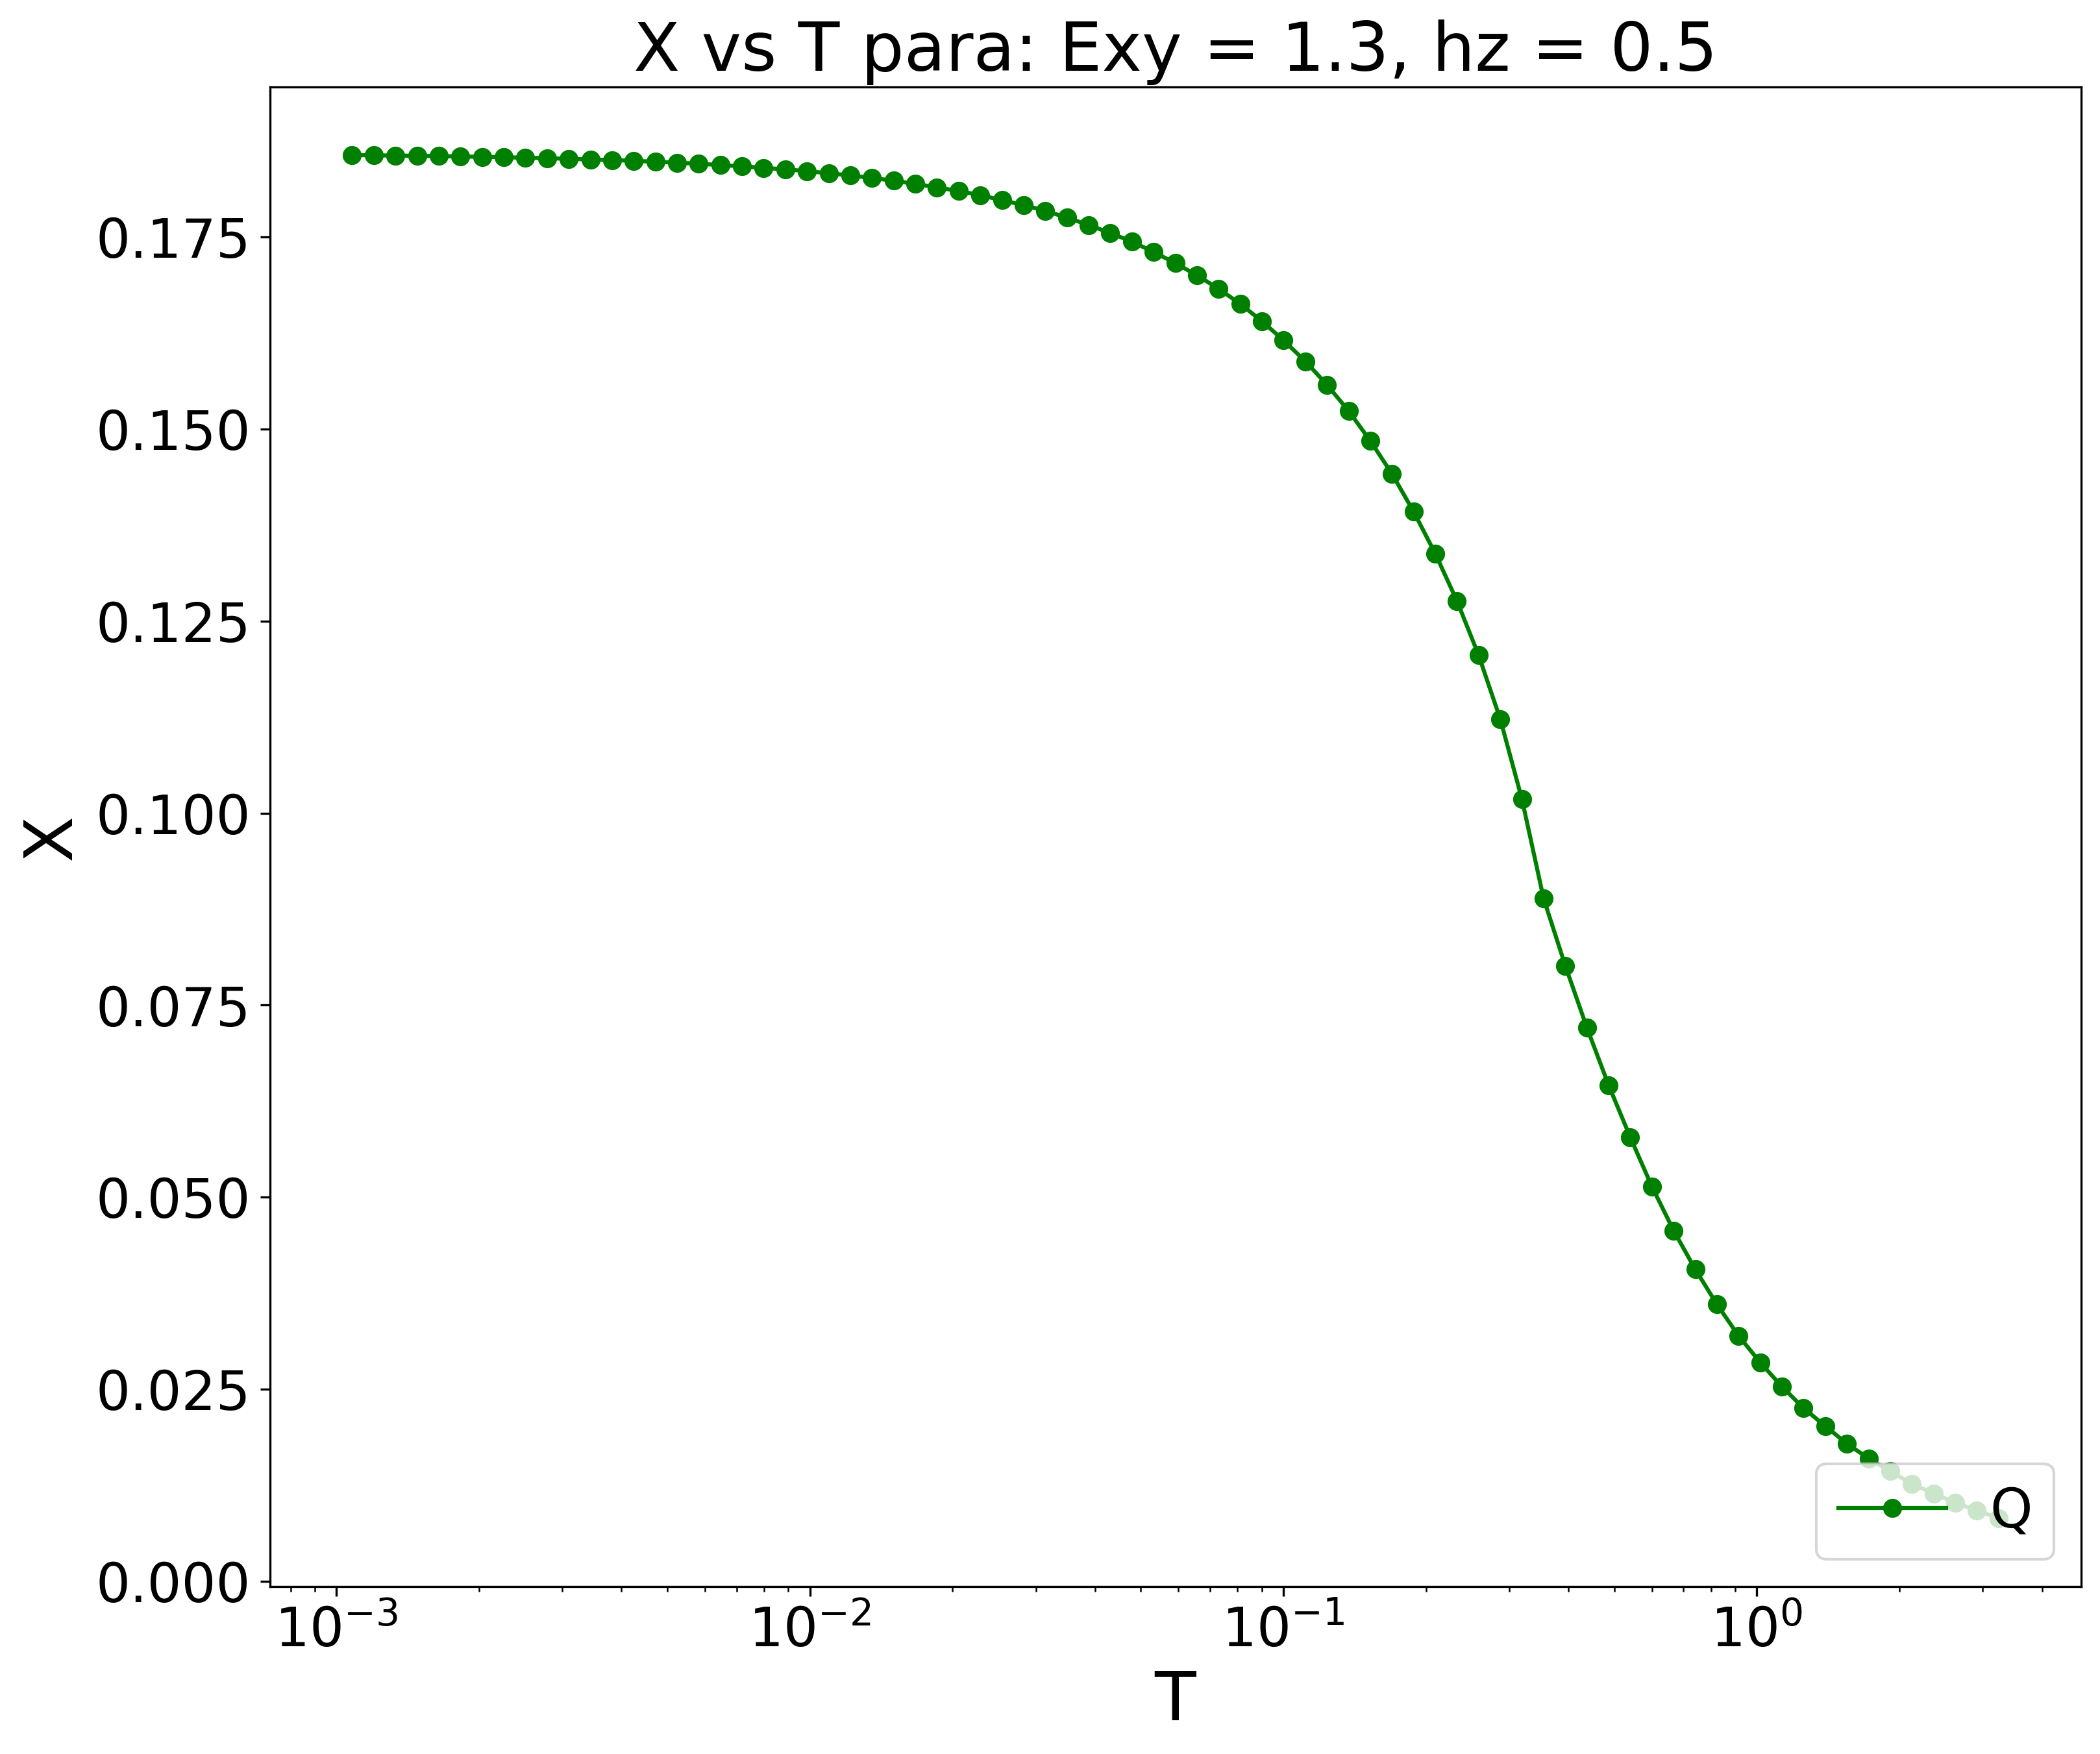 X vs T para: Exy = 1.3, hz = 0.5
X
0.175
0.150
0.125
0.100
0.075
0.050
0.025
0.000
Q
10⁻³ 10⁻² 10⁻¹ 10⁰
T